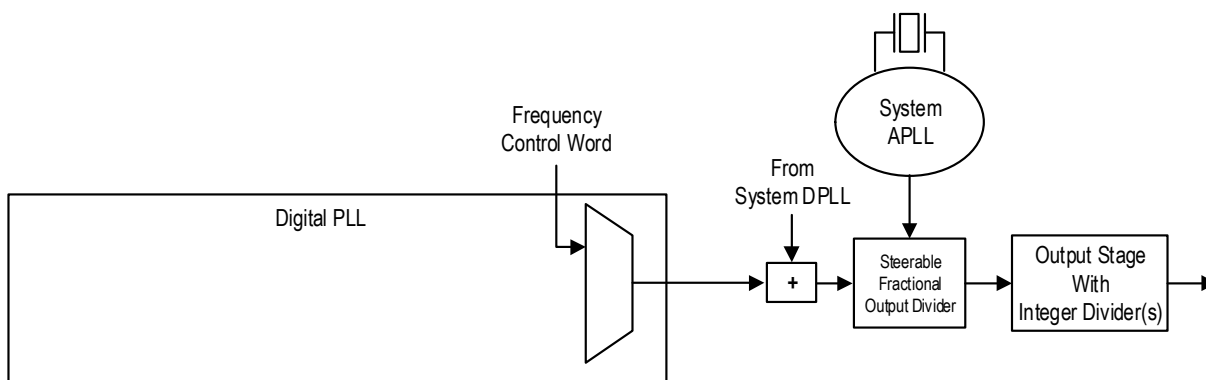 System
APLL
Frequency
Control Word
From
System DPLL
Digital PLL
+
Steerable
Fractional
Output Divider
Output Stage
With
Integer Divider(s)